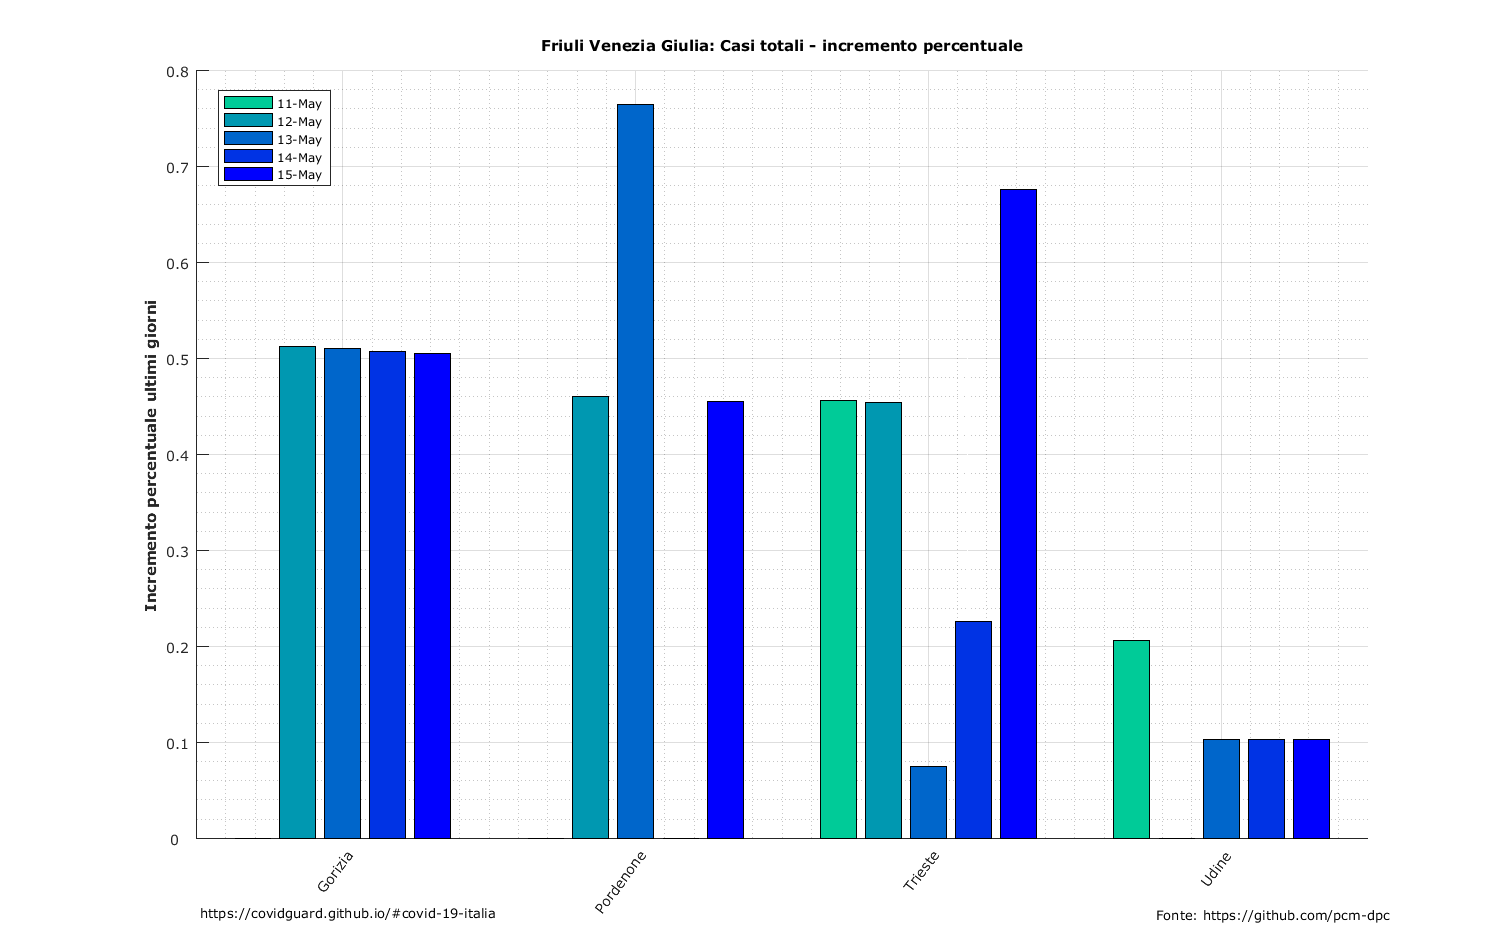 Friuli Venezia Giulia: Casi totali - incremento percentuale
0.8
0.7
0.6
0.5
0.4
0.3
0.2
0.1
0
11-May
12-May
13-May
14-May
15-May
Incremento percentuale ultimi giorni
Gorizia
Pordenone
Trieste
Udine
https://covidguard.github.io/#covid-19-italia
Fonte: https://github.com/pcm-dpc